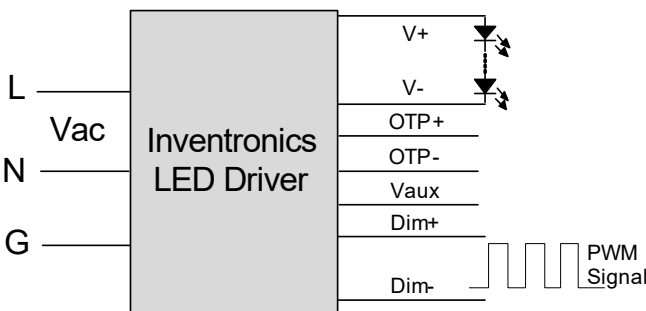 L
Vac
N
G
Inventronics
LED Driver
V+
V-
OTP+
OTP-
Vaux
Dim+
Dim-
PWM
Signal